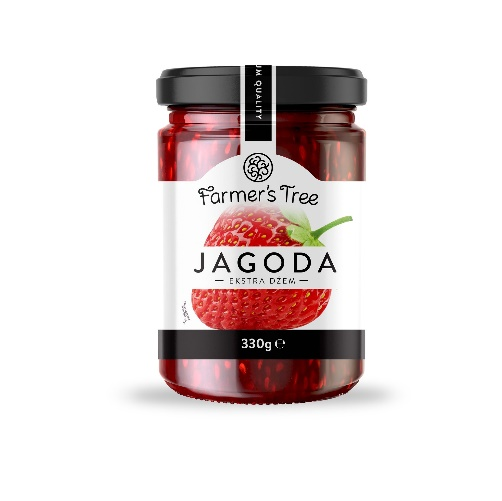 UM QUALITY
Farmer's Tree
JAGODA
EKSTRA DŽEM
330g ℮